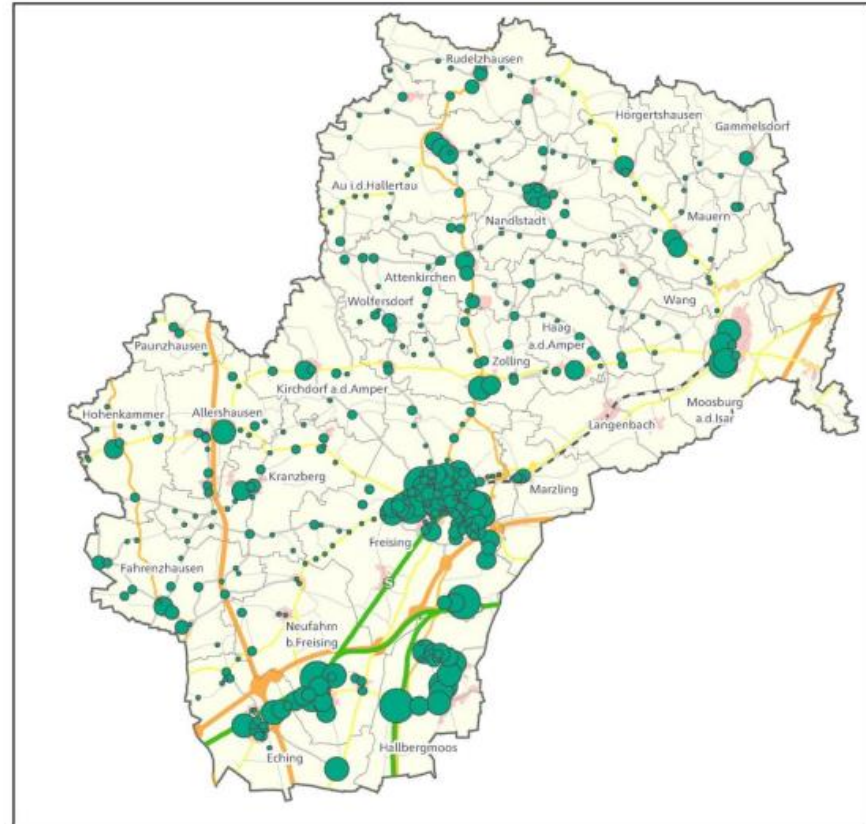 Rudelzhausen
Hörgertshausen
Gammelsdorf
Au i.d.Hallertau
Nandlstadt
Mauern
Attenkirchen
Wolfersdorf
Wang
Haag
a.d.Amper
Paunzhausen
Zolling
Kirchdorf a.d.Amper
Moosburg
a.d.Isar
Hohenkammer
Allershausen
Langenbach
Kranzberg
Marzling
Freising
Fahrenzhausen
S
Neufahrn
b.Freising
Hallbergmoos
Eching